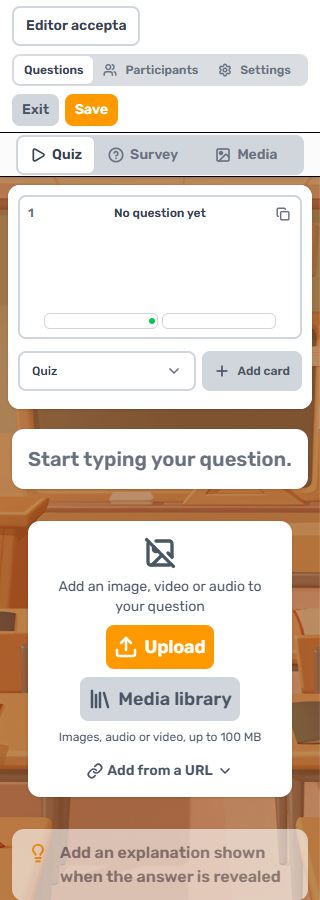 Editor accepta
Questions
Participants
Settings
Exit
Save
Quiz
Survey
Media
1
No question yet
Quiz
Add card
Start typing your question.
Add an image, video or audio to
your question
Upload
Media library
Images, audio or video, up to 100 MB
Add from a URL
Add an explanation shown
when the answer is revealed